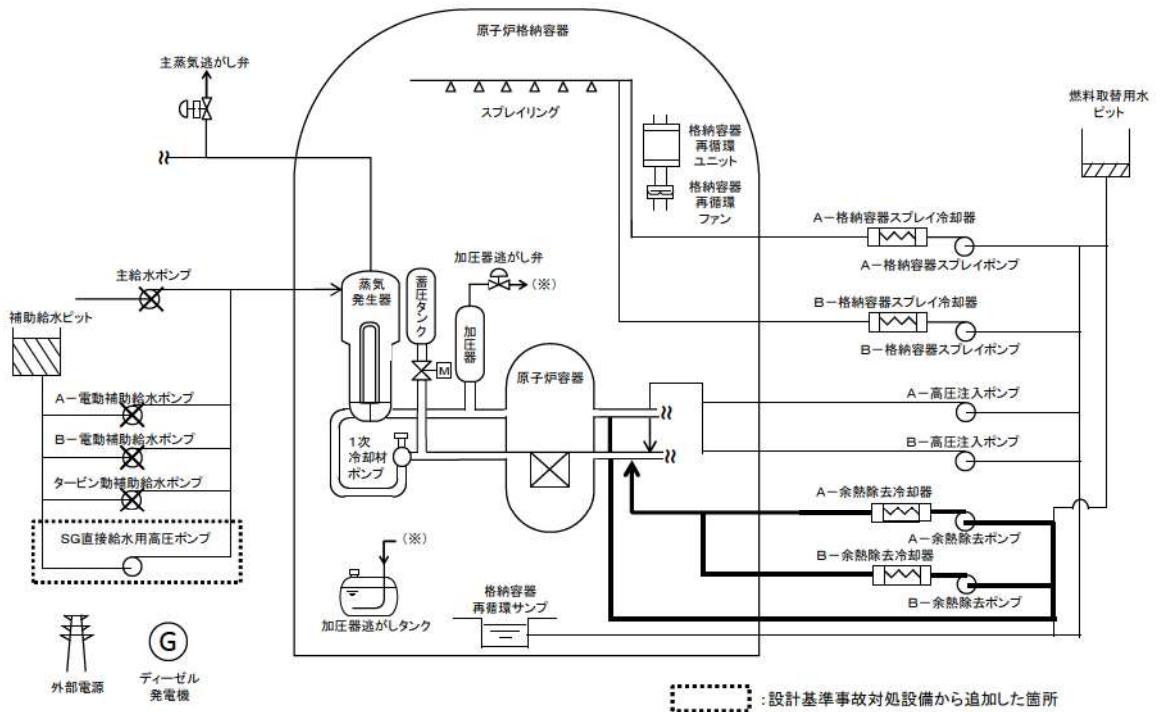 原子炉格納容器
主蒸気逃がし弁
スプレイリング
燃料取替用水
ピット
格納容器
再循環
ユニット
格納容器
再循環
ファン
A-格納容器スプレイ冷却器
A-格納容器スプレイポンプ
加圧器逃がし弁
(※)
主給水ポンプ
蒸気
発生器
蓄圧タンク
加圧器
M
補助給水ピット
B-格納容器スプレイ冷却器
B-格納容器スプレイポンプ
原子炉容器
A-電動補助給水ポンプ
A-高圧注入ポンプ
B-電動補助給水ポンプ
1次
冷却材
ポンプ
B-高圧注入ポンプ
タービン動補助給水ポンプ
A-余熱除去冷却器
A-余熱除去ポンプ
SG直接給水用高圧ポンプ
(※)
B-余熱除去冷却器
B-余熱除去ポンプ
加圧器逃がしタンク
格納容器
再循環サンプ
G
外部電源
ディーゼル
発電機
:設計基準事故対処設備から追加した箇所